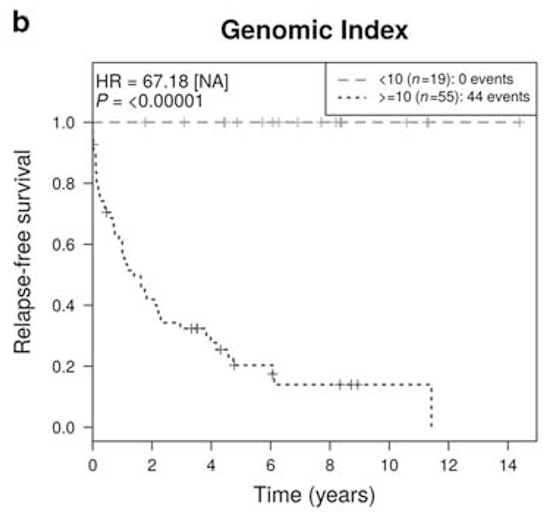 b
Genomic Index
HR = 67.18 [NA]
P = <0.00001
<10 (n=19): 0 events
>=10 (n=55): 44 events
Relapse-free survival
1.0
0.8
0.6
0.4
0.2
0.0
0 2 4 6 8 10 12 14
Time (years)